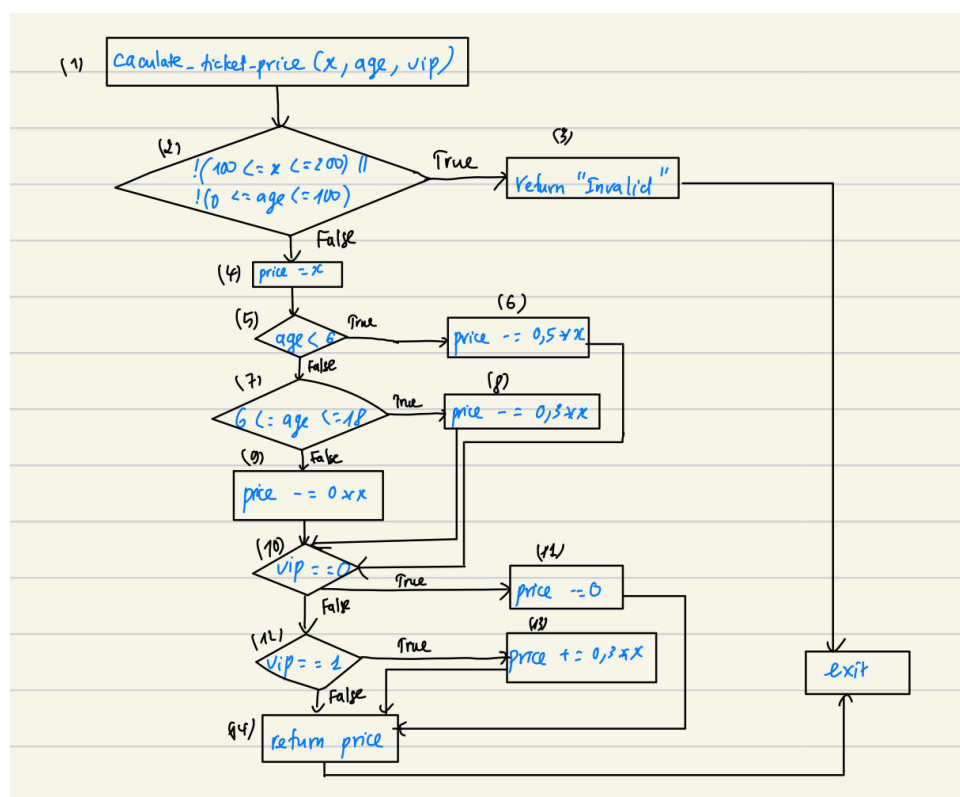 (1)
caculate_ticket_price (x, age, vip)
(2)
!(100 <= x <=200) ||
!(0 <= age <=100)
True
(3)
return "Invalid"
False
(4)
price = x
(5)
age < 6
True
(6)
price -= 0,5**x
False
(7)
6 <= age <=18
True
(8)
price -= 0,3**x
False
(9)
price -= 0**x
(10)
vip ==0
True
(11)
price -=0
False
(12)
vip == 1
True
(13)
price += 0,3**x
exit
False
(14)
return price